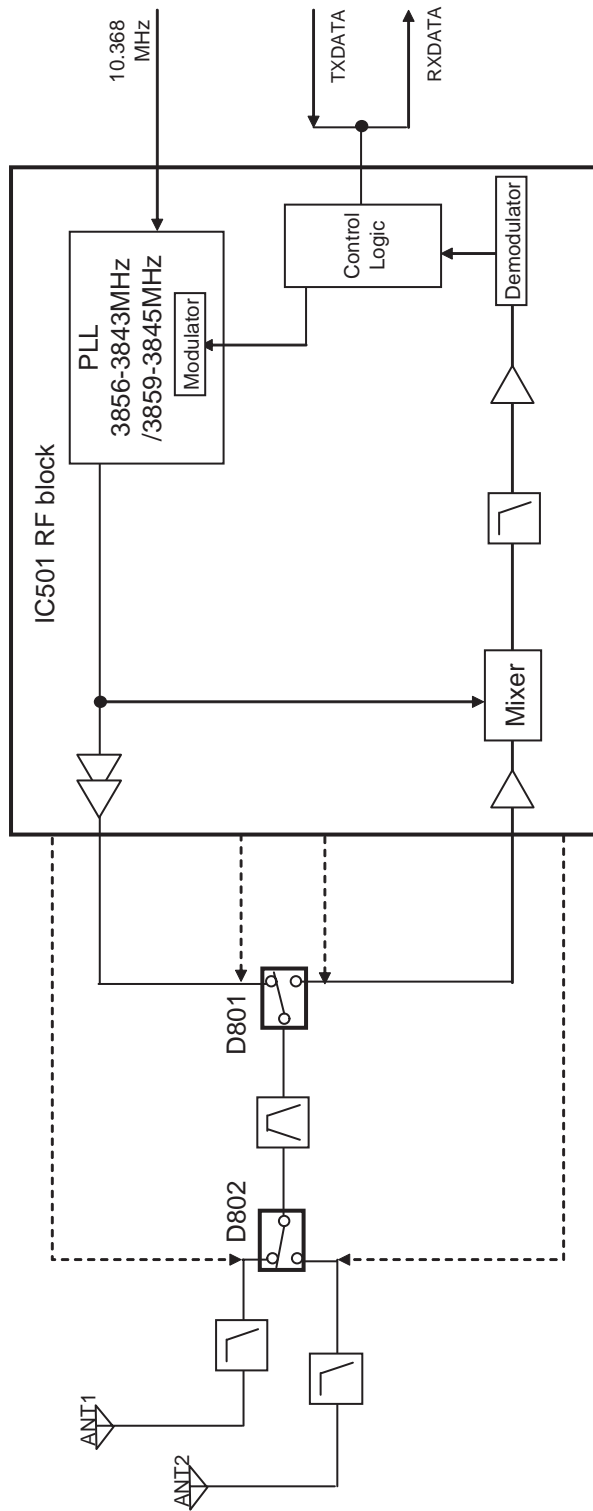 IC501 RF block
PLL
3856-3843MHz
/3859-3845MHz
Modulator
10.368
MHz
TXDATA
RXDATA
Control
Logic
Demodulator
Mixer
D801
D802
ANT1
ANT2